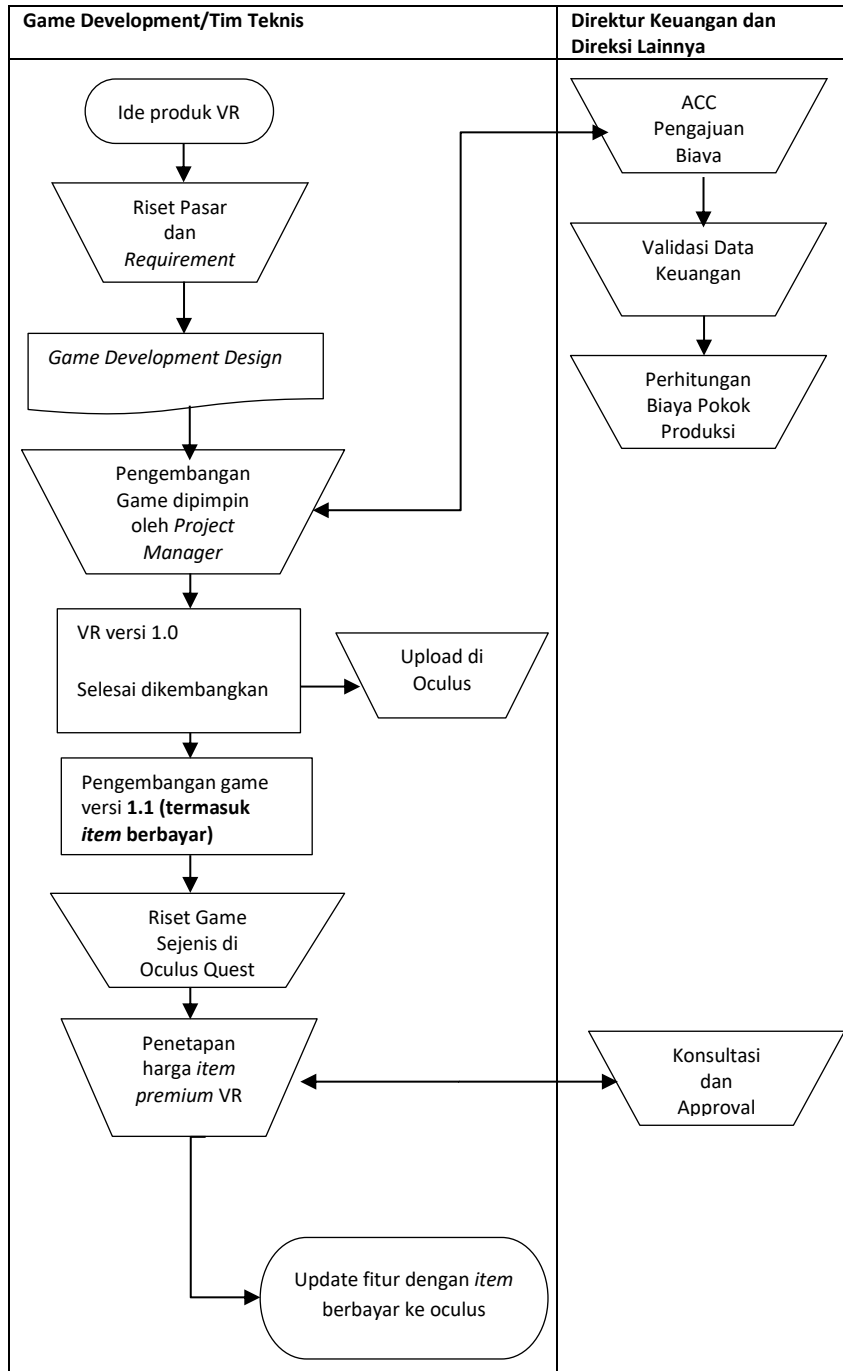 Game Development/Tim Teknis
Direktur Keuangan dan
Direksi Lainnya
Ide produk VR
ACC
Pengajuan
Biaya
Riset Pasar
dan
Requirement
Validasi Data
Keuangan
Game Development Design
Perhitungan
Biaya Pokok
Produksi
Pengembangan
Game dipimpin
oleh Project
Manager
VR versi 1.0
Selesai dikembangkan
Upload di
Oculus
Pengembangan game
versi 1.1 (termasuk
item berbayar)
Riset Game
Sejenis di
Oculus Quest
Penetapan
harga item
premium VR
Konsultasi
dan
Approval
Update fitur dengan item
berbayar ke oculus